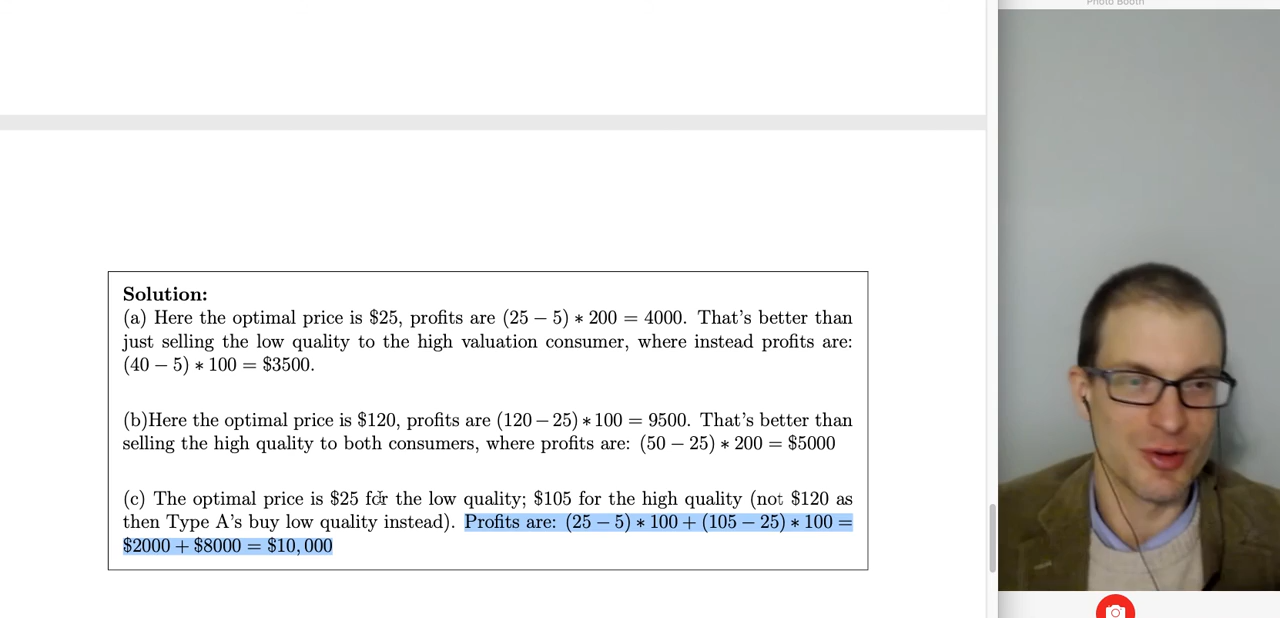 Photo Booth
Solution:
(a) Here the optimal price is $25, profits are (25 − 5) ∗ 200 = 4000. That's better than
just selling the low quality to the high valuation consumer, where instead profits are:
(40 − 5) ∗ 100 = $3500.
(b)Here the optimal price is $120, profits are (120 − 25) ∗ 100 = 9500. That's better than
selling the high quality to both consumers, where profits are: (50 − 25) ∗ 200 = $5000
(c) The optimal price is $25 for the low quality; $105 for the high quality (not $120 as
then Type A's buy low quality instead). Profits are: (25 − 5) ∗ 100 + (105 − 25) ∗ 100 =
$2000 + $8000 = $10, 000